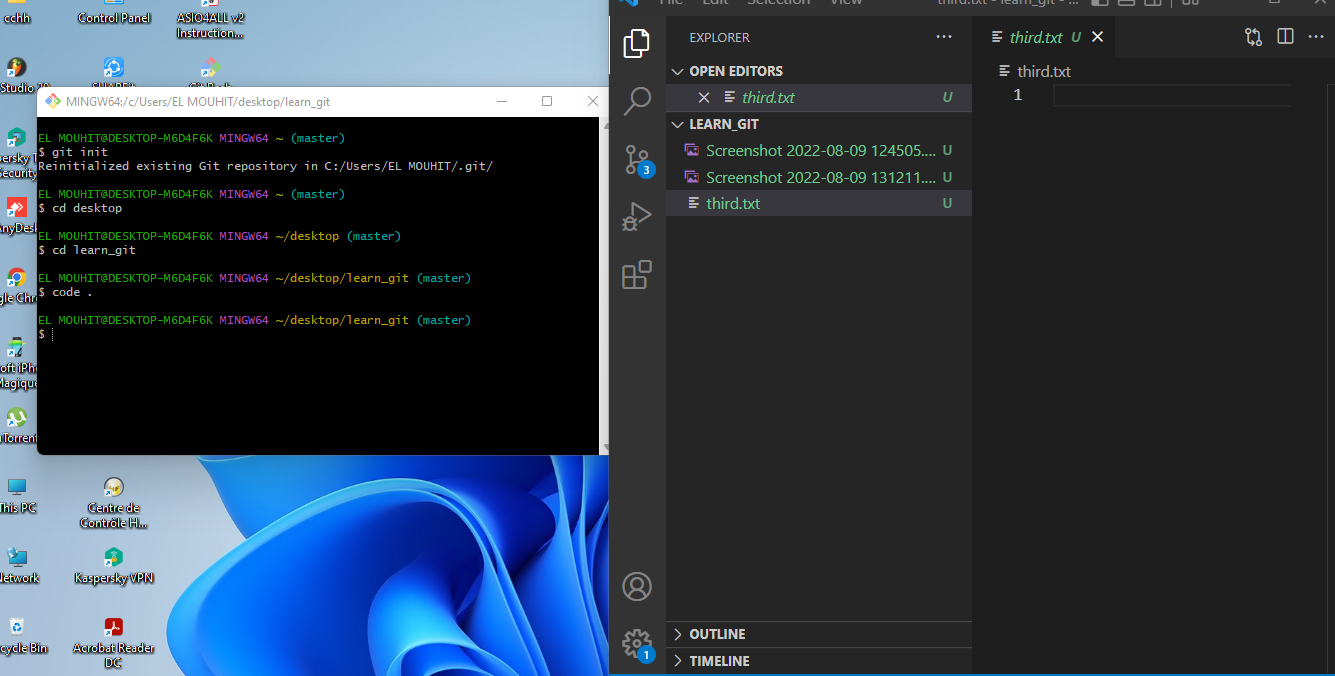 cchh
Control Panel
ASIO4ALL v2
Instruction...
Studio 20
MINGW64:/c/Users/EL MOUHIT/desktop/learn_git
EL MOUHIT@DESKTOP-M6D4F6K MINGW64 ~ (master)
$ git init
Reinitialized existing Git repository in C:/Users/EL MOUHIT/.git/
EL MOUHIT@DESKTOP-M6D4F6K MINGW64 ~ (master)
$ cd desktop
EL MOUHIT@DESKTOP-M6D4F6K MINGW64 ~/desktop (master)
$ cd learn_git
EL MOUHIT@DESKTOP-M6D4F6K MINGW64 ~/desktop/learn_git (master)
$ code .
EL MOUHIT@DESKTOP-M6D4F6K MINGW64 ~/desktop/learn_git (master)
$
ersky
Security
nyDesk
gle Chr
oft iPh
Magique
Torrent
This PC
Centre de
Contrôle H...
Network
Kaspersky VPN
cycle Bin
Acrobat Reader
DC
File Edit Selection View third.txt - learn_git - ...
EXPLORER ...
OPEN EDITORS
third.txt U
LEARN_GIT
Screenshot 2022-08-09 124505.... U
Screenshot 2022-08-09 131211.... U
third.txt U
3
1
OUTLINE
TIMELINE
third.txt U
third.txt
1